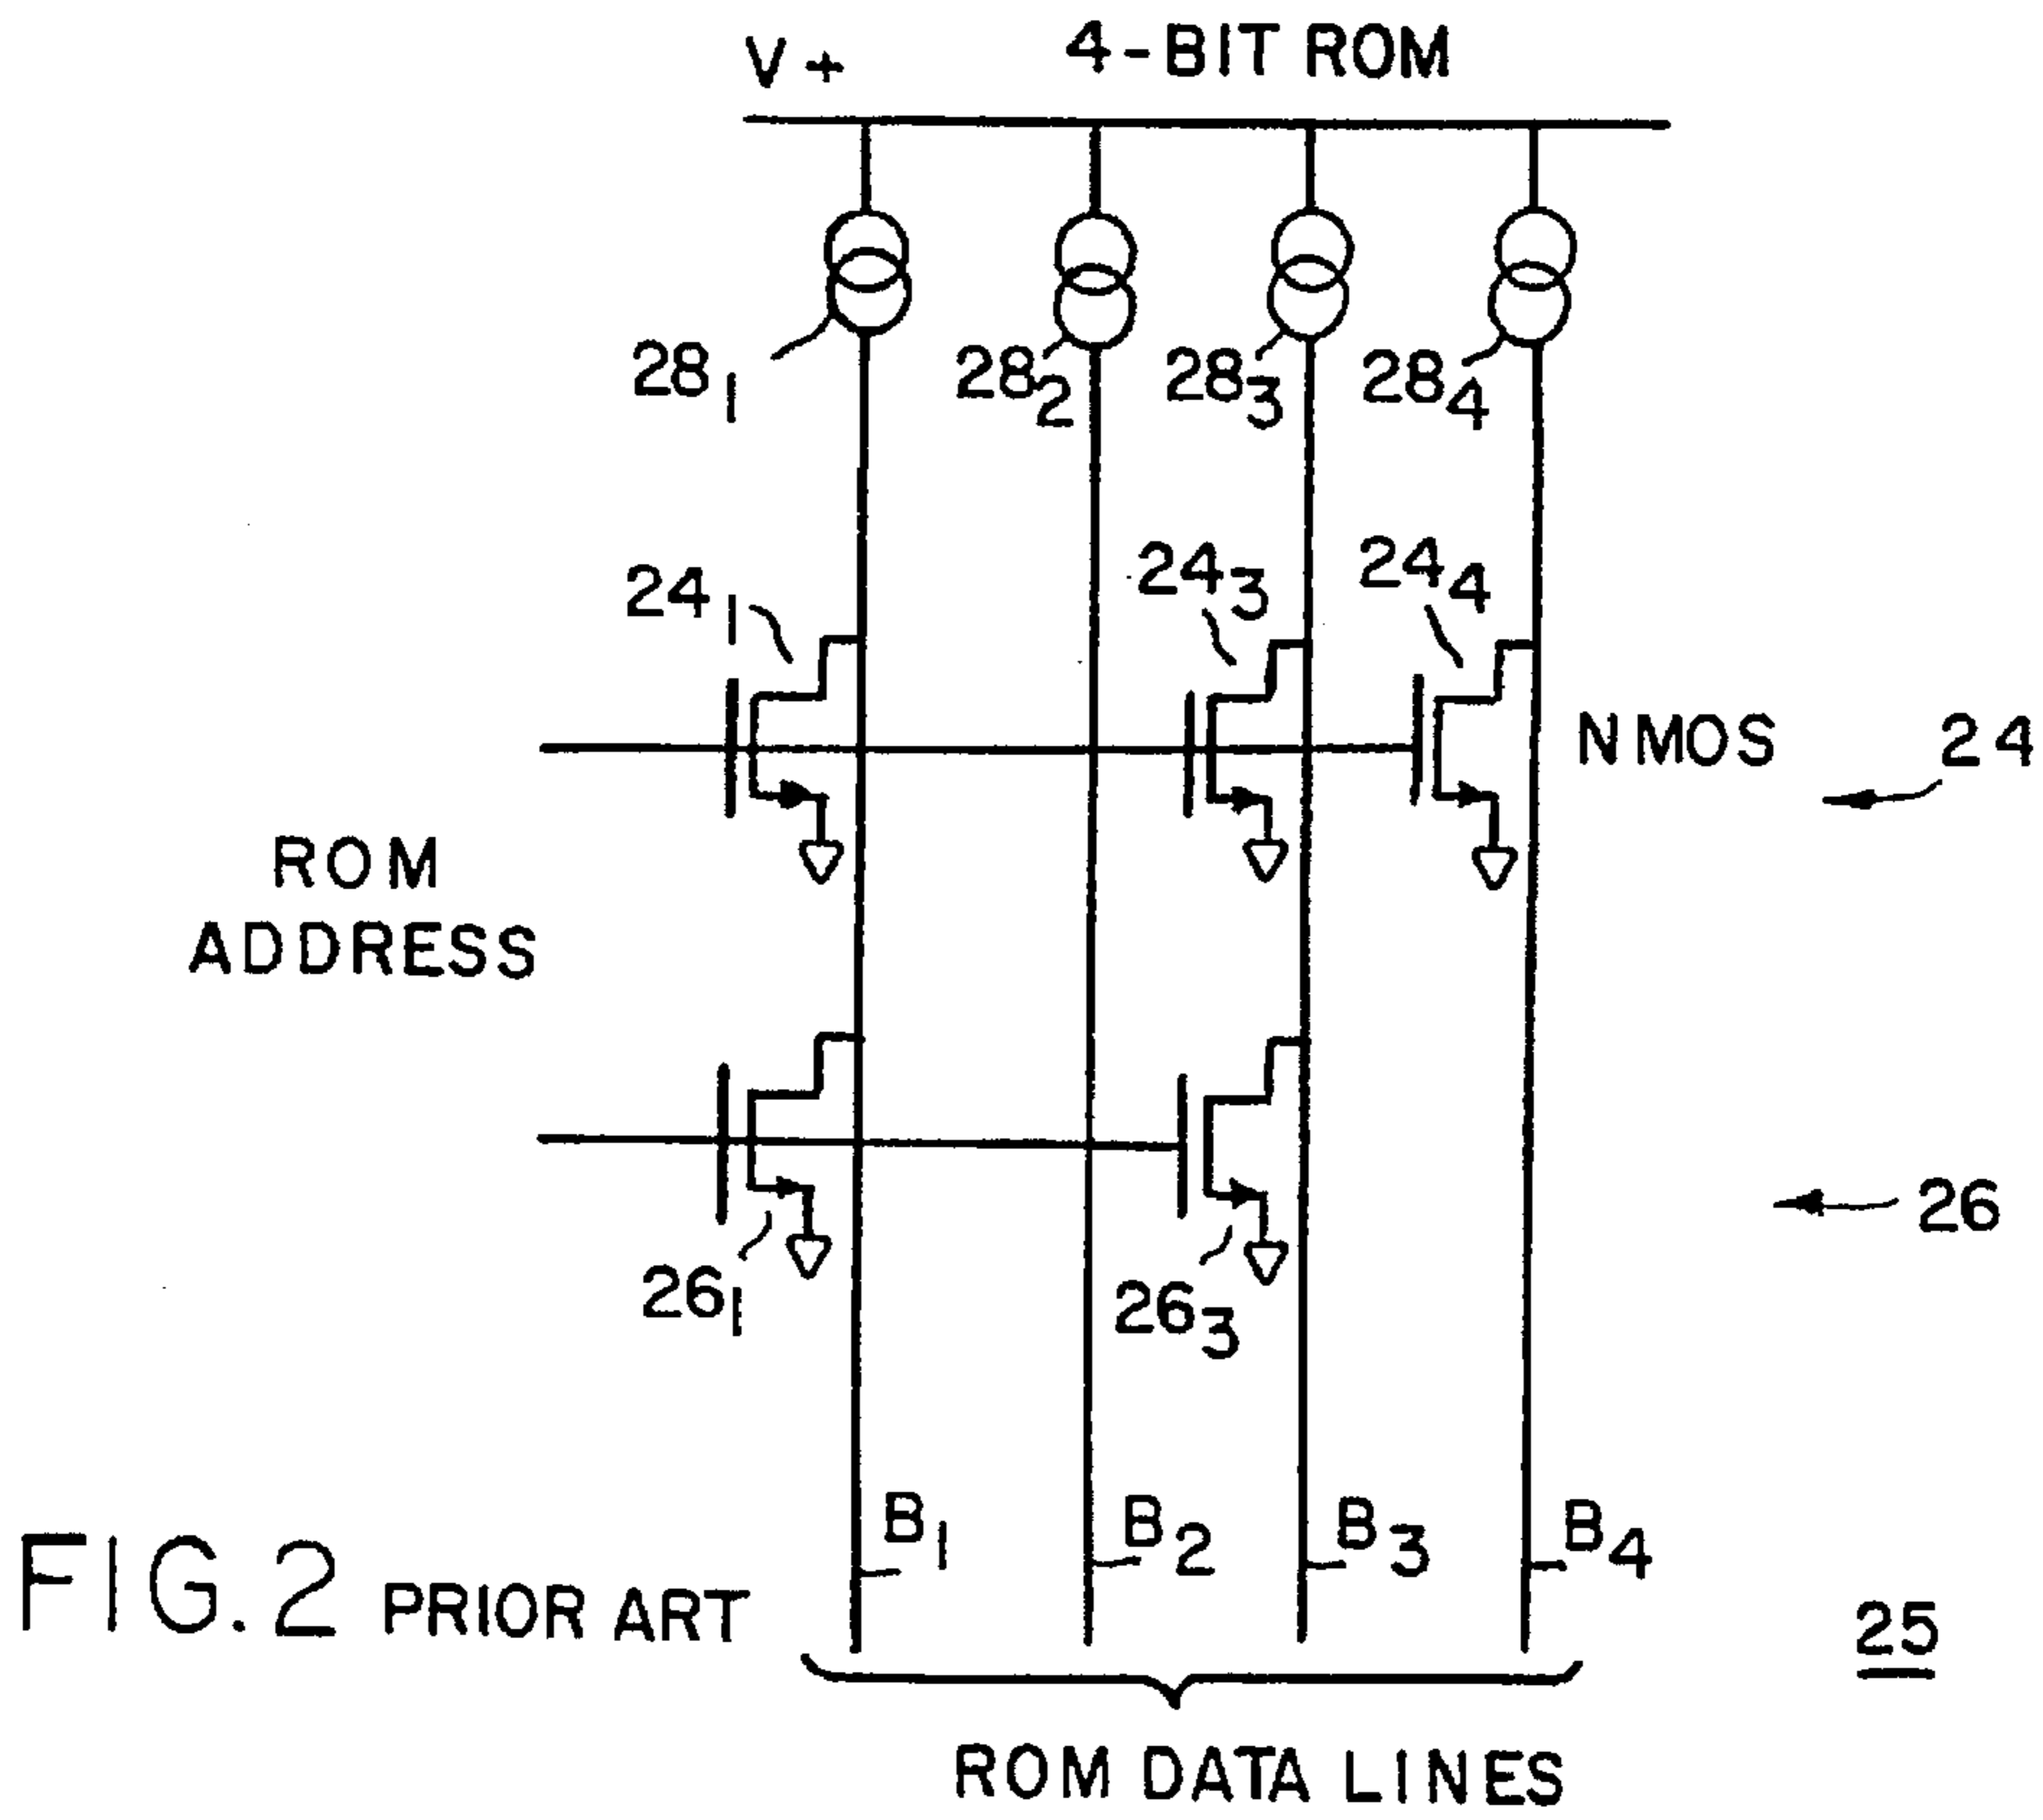 V+
4-BIT ROM
28₁
28₂
28₃
28₄
24₁
24₃
24₄
NMOS
24
ROM
ADDRESS
26
26₁
26₃
B₁
B₂
B₃
B₄
FIG. 2 PRIOR ART
25
ROM DATA LINES